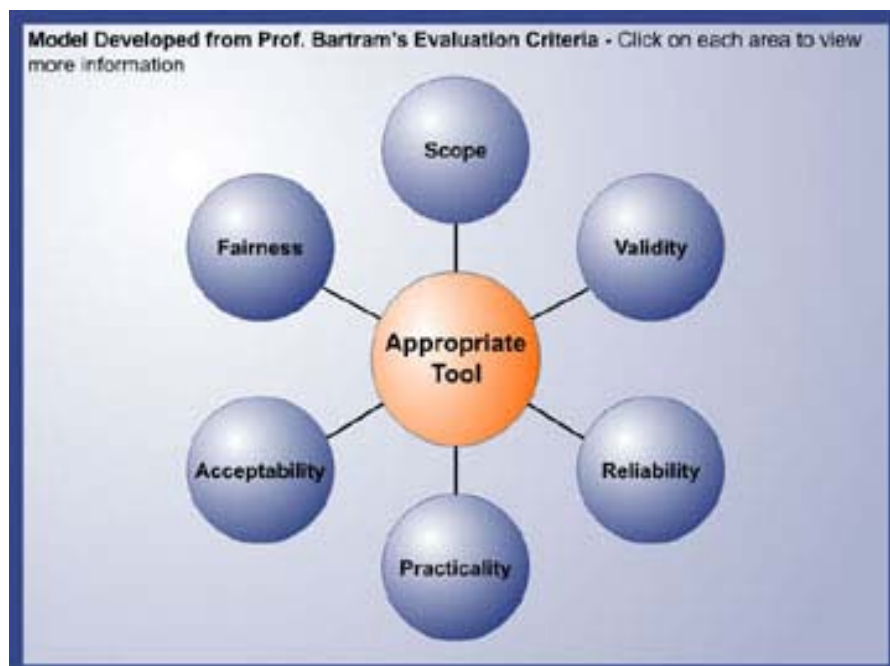 Model Developed from Prof. Bartram's Evaluation Criteria - Click on each area to view
more information
Scope
Fairness
Validity
Appropriate
Tool
Acceptability
Reliability
Practicality